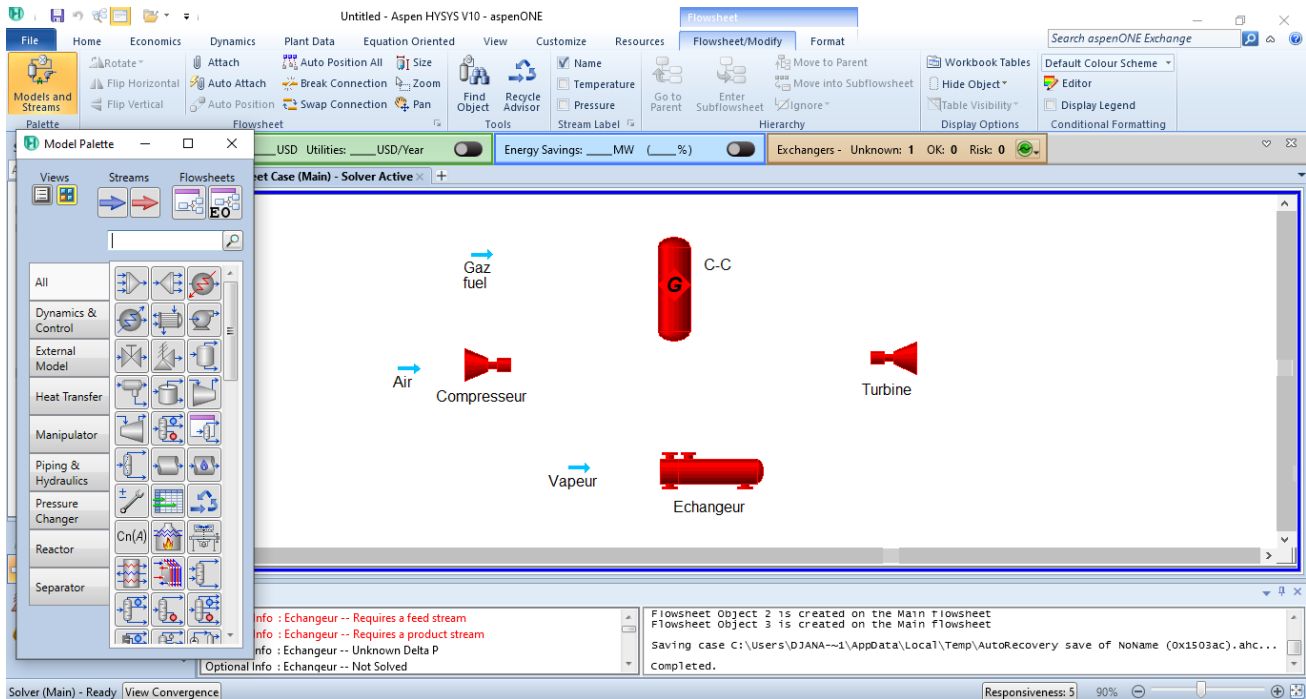 Untitled - Aspen HYSYS V10 - aspenONE
Flowsheet
File Home Economics Dynamics Plant Data Equation Oriented View Customize Resources Flowsheet/Modify Format
Search aspenONE Exchange
Models and Streams
Palette
Rotate
Flip Horizontal
Flip Vertical
Attach
Auto Attach
Auto Position
Auto Position All
Break Connection
Swap Connection
Size
Zoom
Pan
Flowsheet
Find Object
Recycle Advisor
Tools
Name
Temperature
Pressure
Stream Label
Go to Parent
Enter Subflowsheet
Move to Parent
Move into Subflowsheet
Ignore
Hierarchy
Workbook Tables
Hide Object
Table Visibility
Display Options
Default Colour Scheme
Editor
Display Legend
Conditional Formatting
____USD Utilities: ____USD/Year
Energy Savings: ____MW (____%)
Exchangers - Unknown: 1 OK: 0 Risk: 0
eet Case (Main) - Solver Active
Model Palette
Views Streams Flowsheets
EO
All
Dynamics & Control
External Model
Heat Transfer
Manipulator
Piping & Hydraulics
Pressure Changer
Reactor
Separator
Cn(A)
Gaz
fuel
G
C-C
Air
Compresseur
Turbine
Vapeur
Echangeur
nfo : Echangeur -- Requires a feed stream
nfo : Echangeur -- Requires a product stream
nfo : Echangeur -- Unknown Delta P
Optional Info : Echangeur -- Not Solved
Flowsheet Object 2 is created on the Main flowsheet
Flowsheet Object 3 is created on the Main flowsheet
Saving case C:\Users\DJANA-~1\AppData\Local\Temp\AutoRecovery save of NoName (0x1503ac).ahc...
Completed.
Solver (Main) - Ready View Convergence
Responsiveness: 5 90%